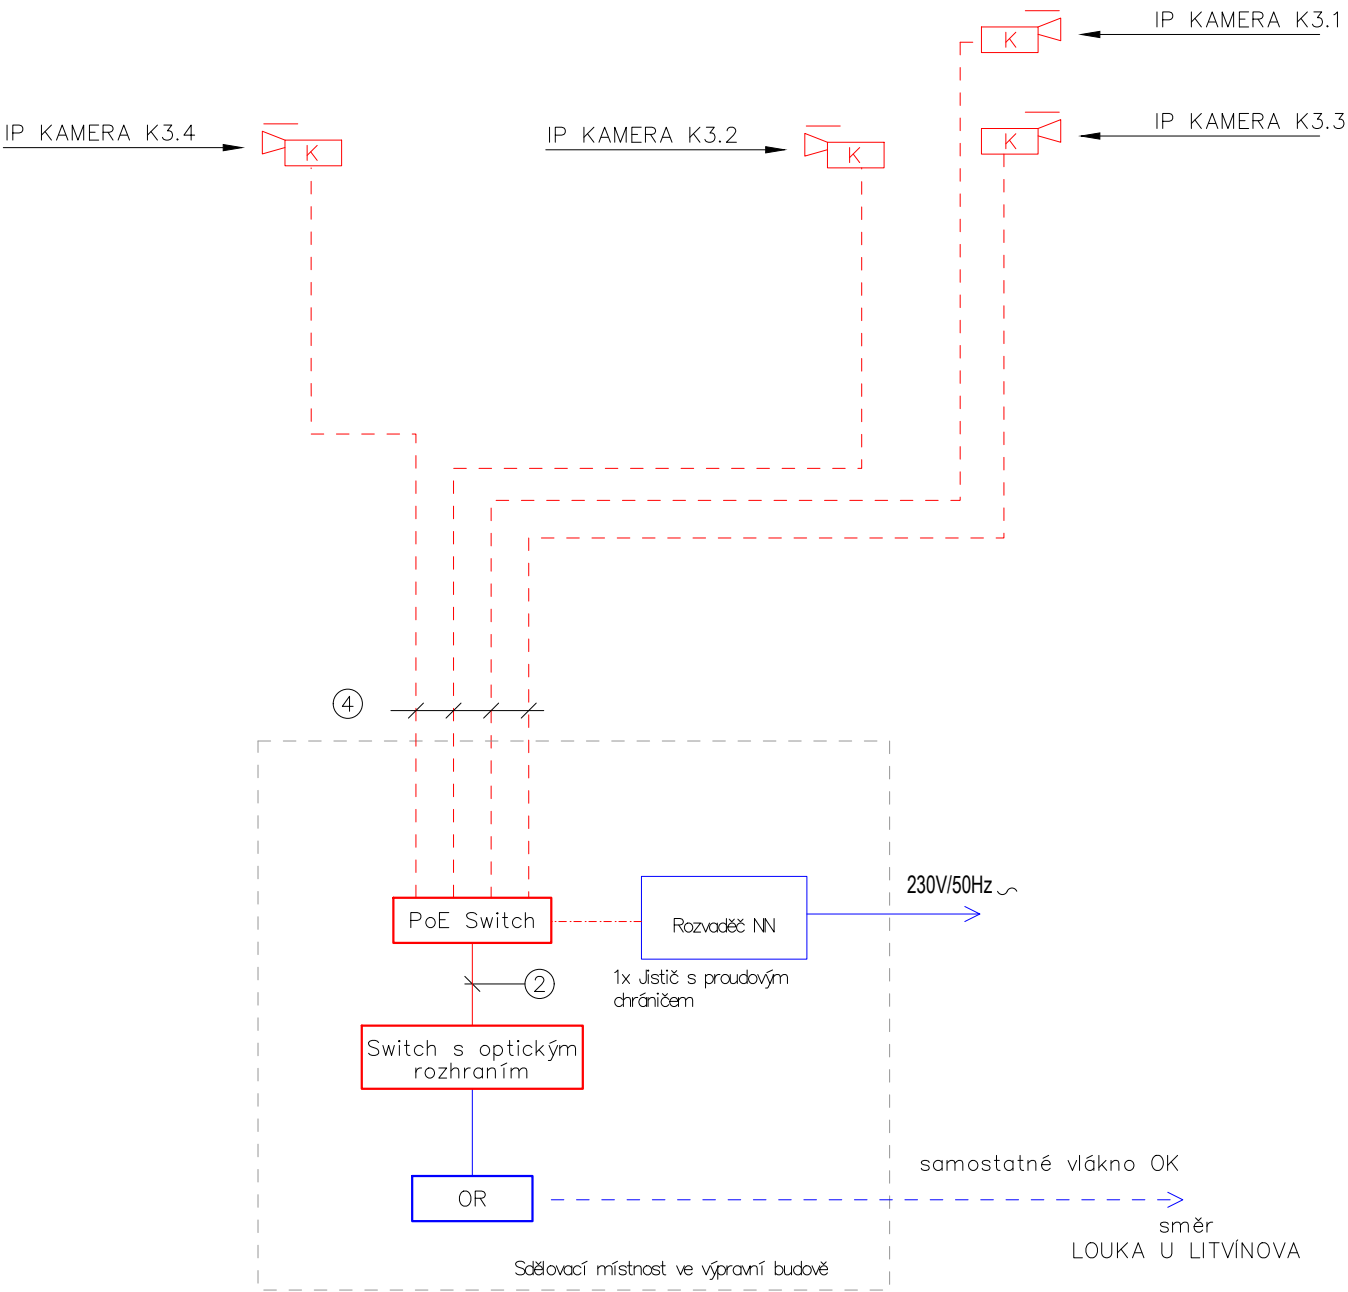 IP KAMERA K3.1
K
IP KAMERA K3.4
K
IP KAMERA K3.2
K
IP KAMERA K3.3
K
4
230V/50Hz
PoE Switch
Rozvaděč NN
1x Jistič s proudovým
chráničem
2
Switch s optickým
rozhraním
samostatné vlákno OK
OR
směr
LOUKA U LITVÍNOVA
Sdělovací místnost ve výpravní budově